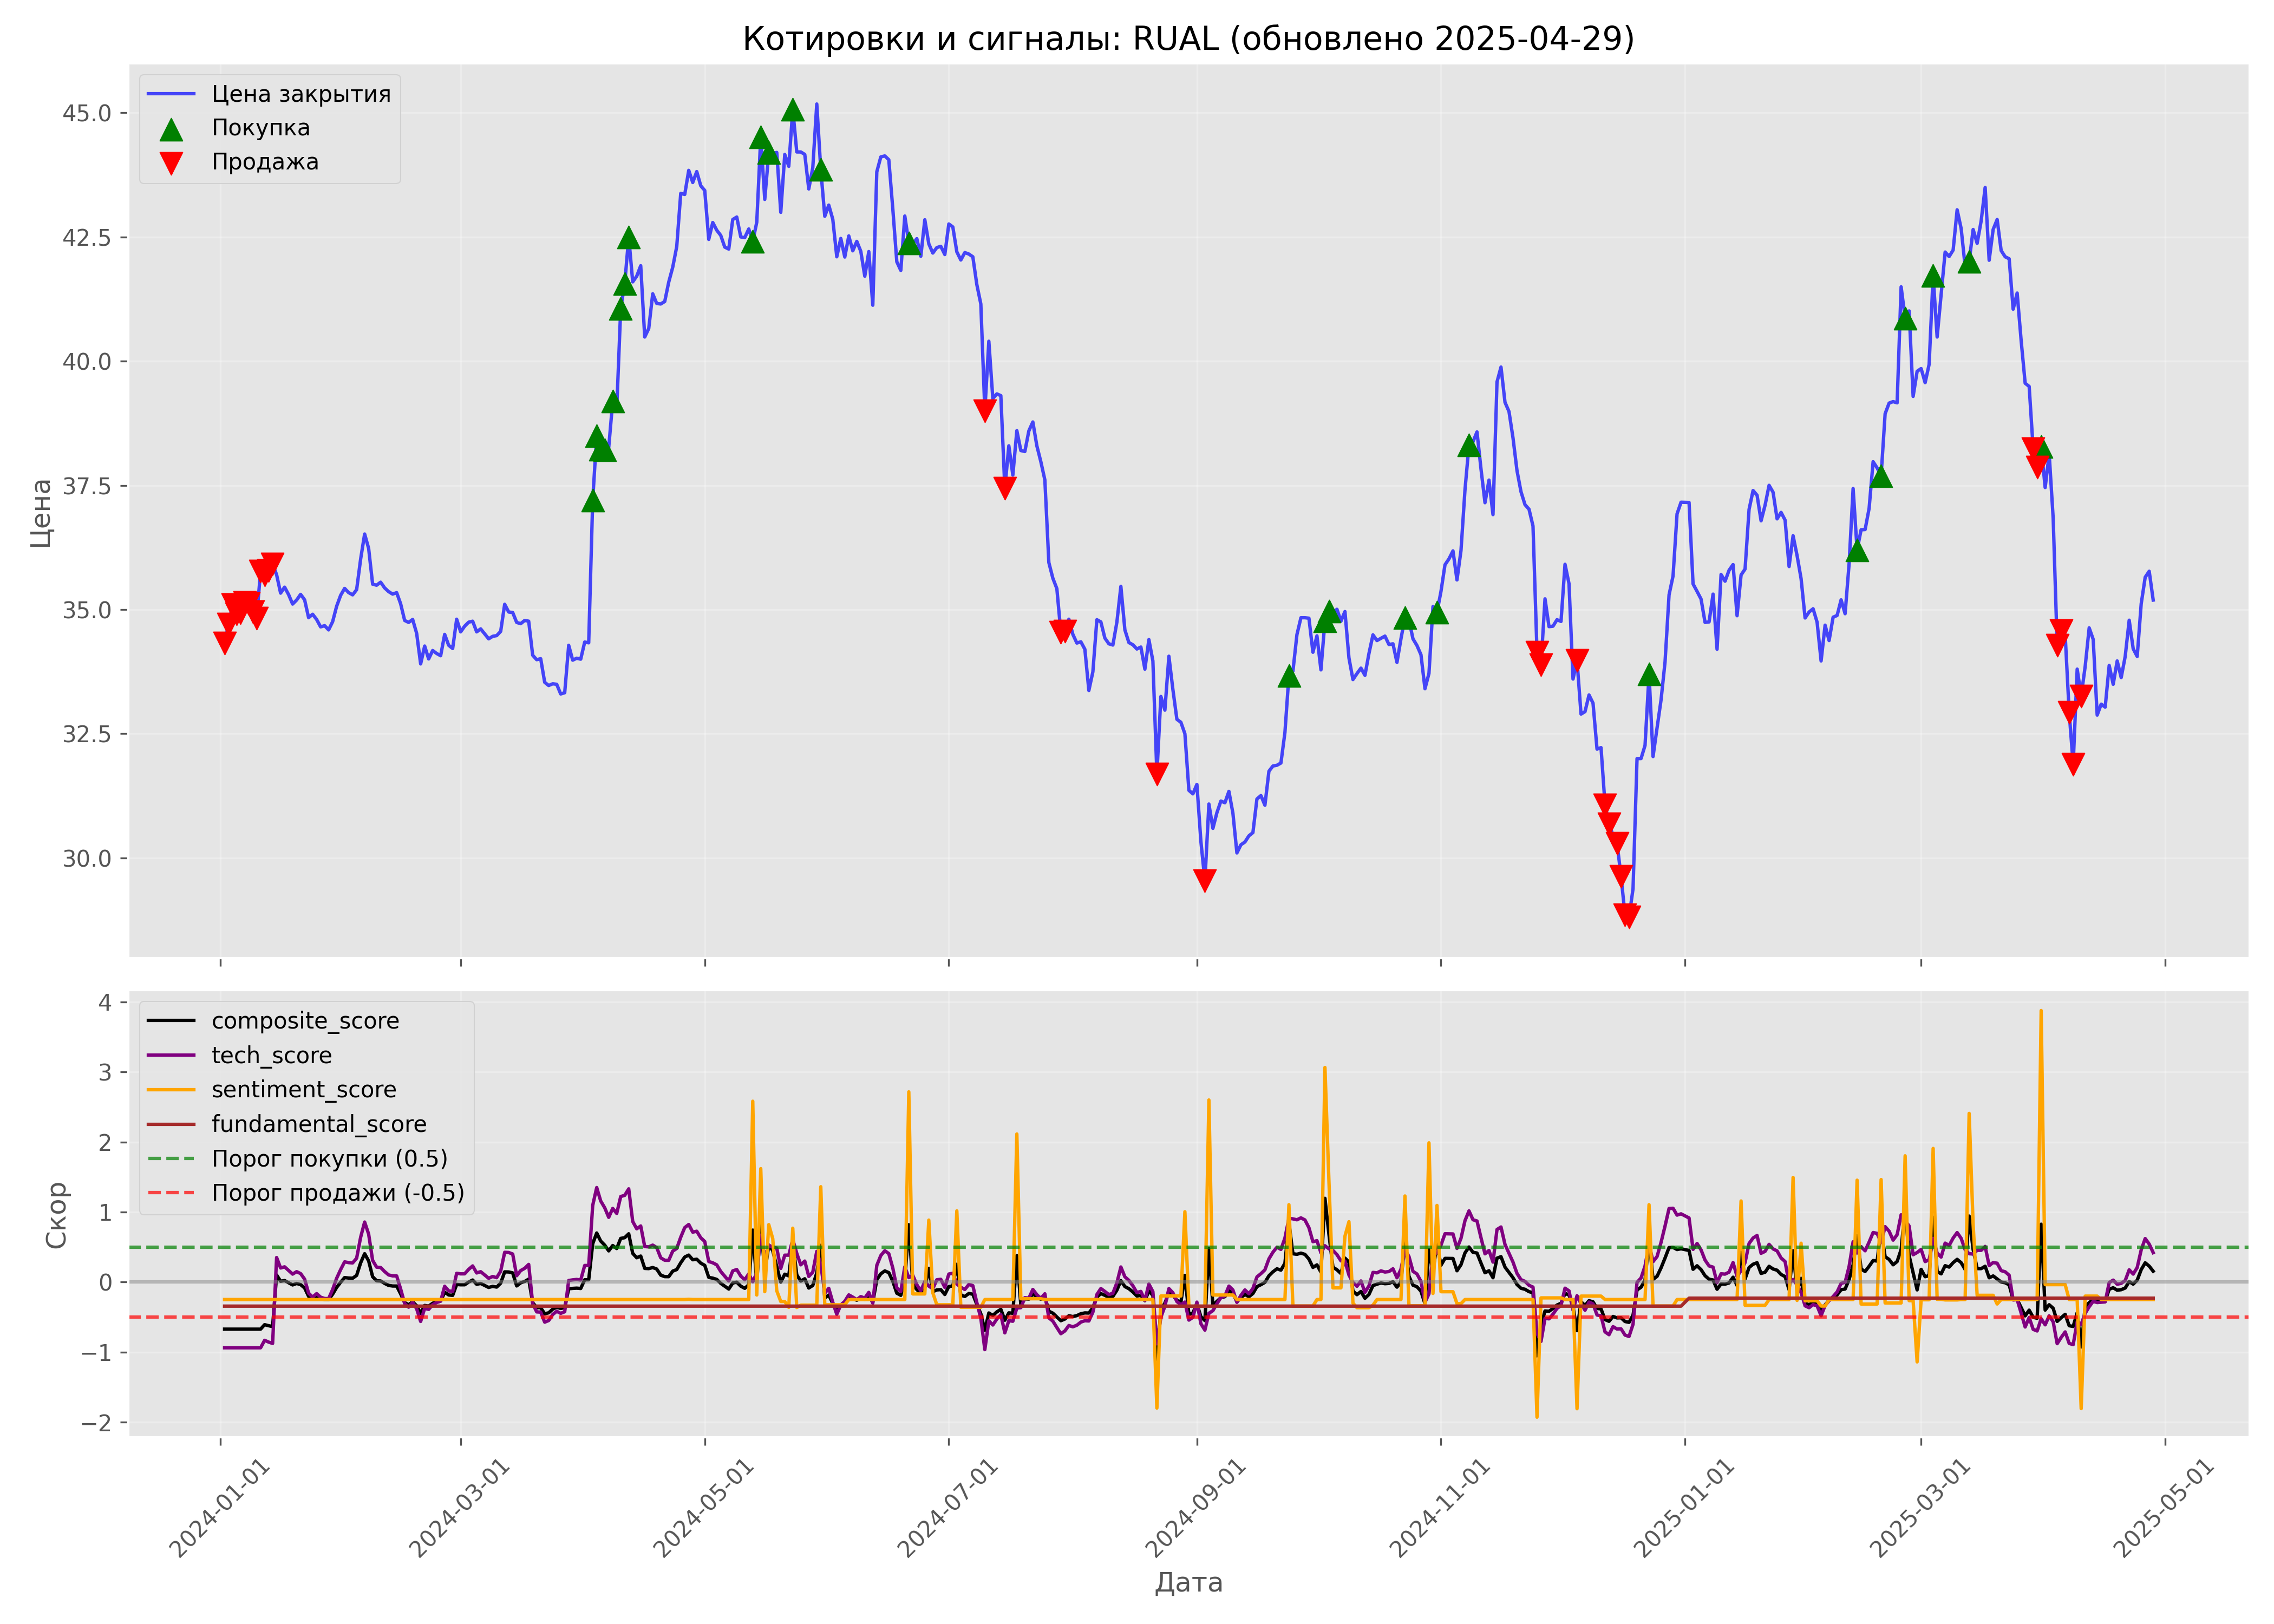 Котировки и сигналы: RUAL (обновлено 2025-04-29)
Цена закрытия
Покупка
Продажа
45.0
42.5
40.0
37.5
35.0
32.5
30.0
Цена
composite_score
tech_score
sentiment_score
fundamental_score
Порог покупки (0.5)
Порог продажи (-0.5)
4
3
2
1
0
−1
−2
Скор
2024-01-01
2024-03-01
2024-05-01
2024-07-01
2024-09-01
2024-11-01
2025-01-01
2025-03-01
2025-05-01
Дата